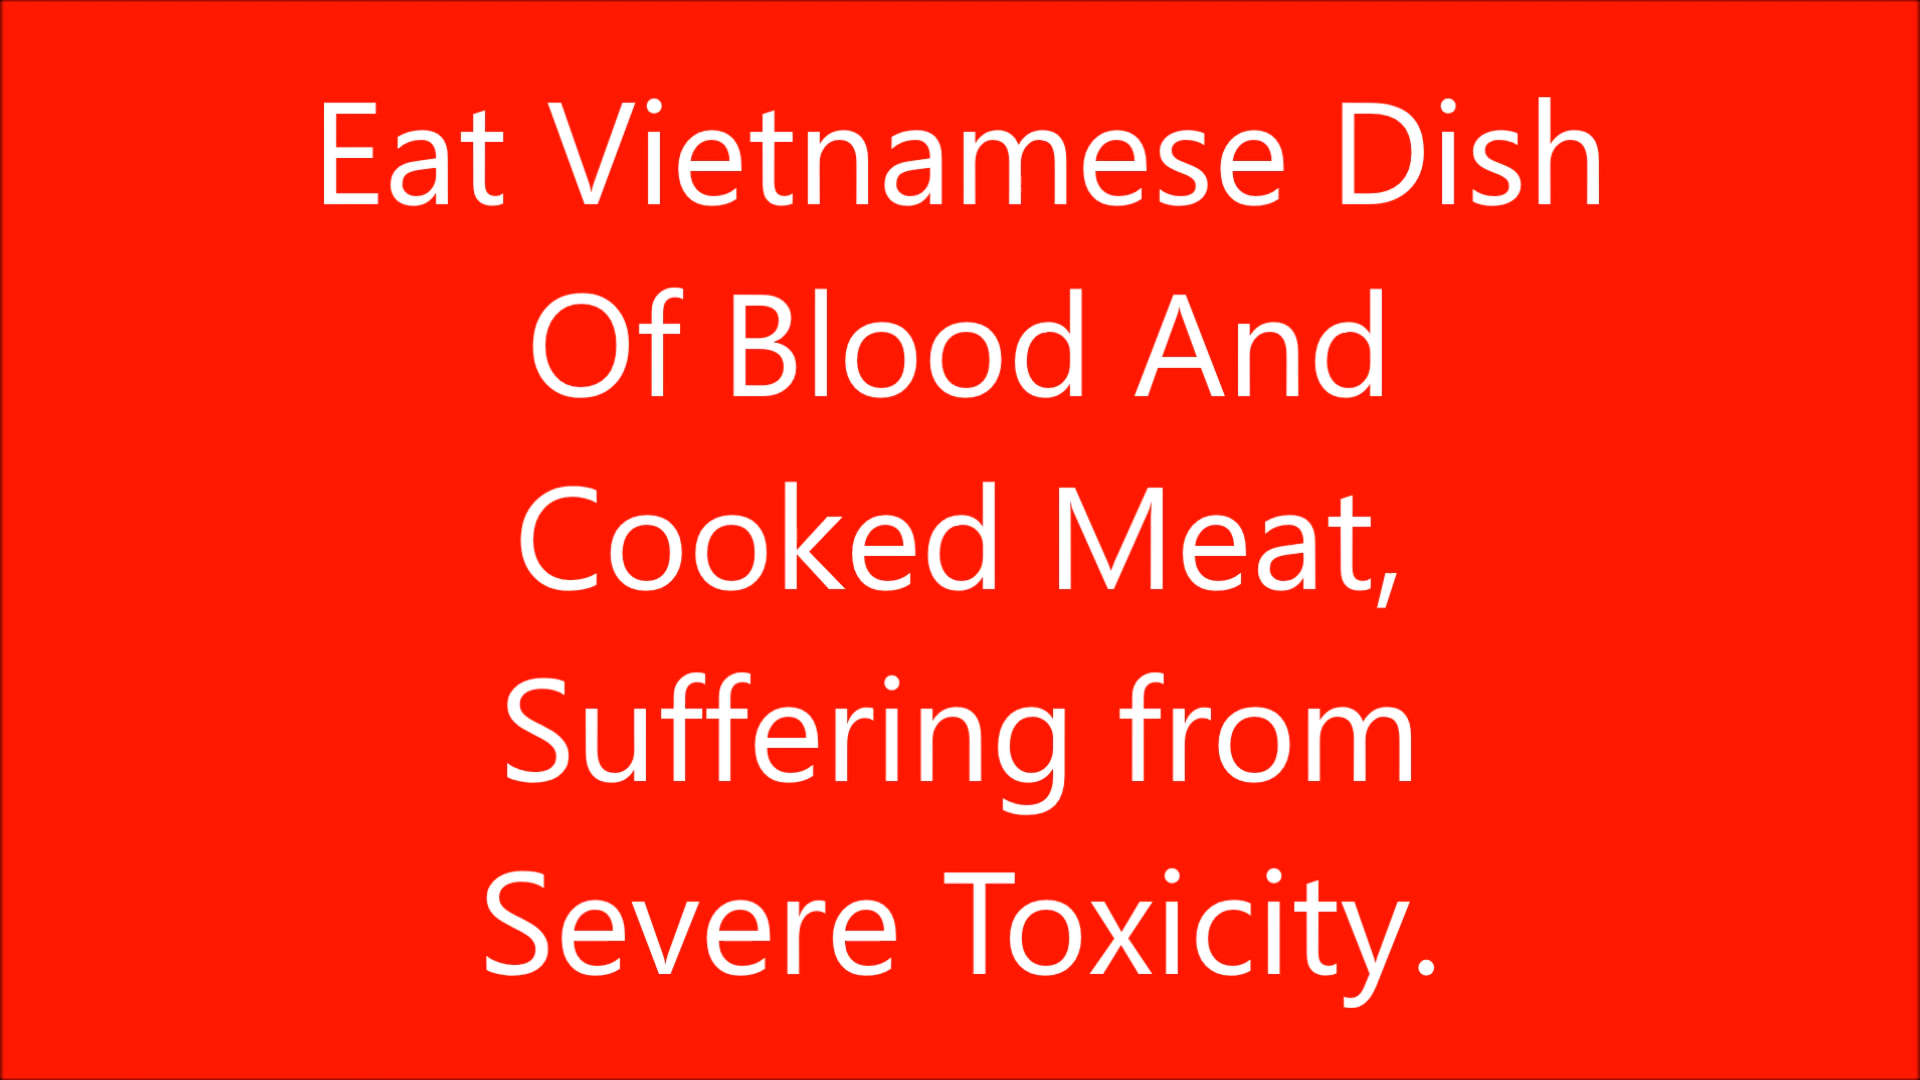 Eat Vietnamese Dish
Of Blood And
Cooked Meat,
Suffering from
Severe Toxicity.